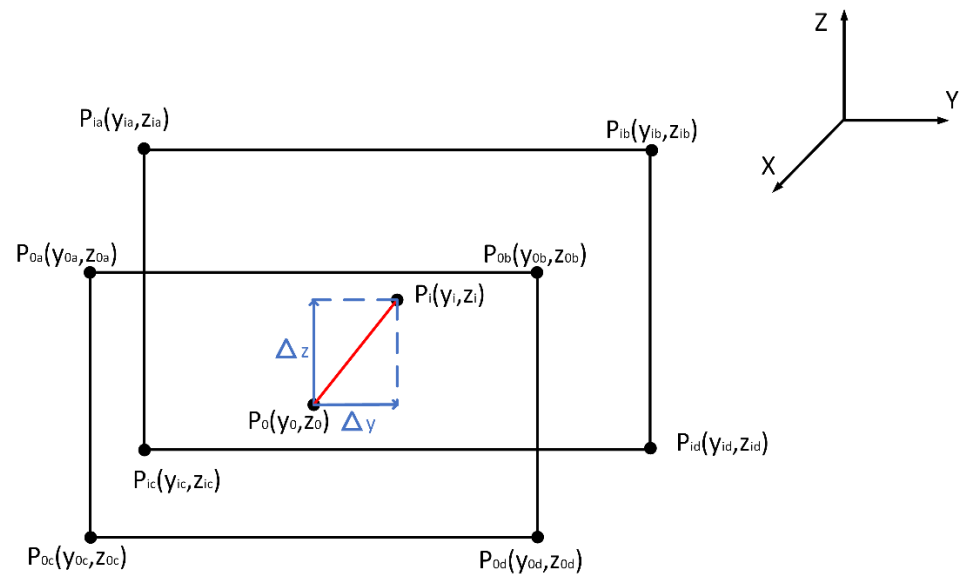 Z
Y
X
Pia(yia,zia)
Pib(yib,zib)
P0a(y0a,z0a)
P0b(y0b,z0b)
Pi(yi,zi)
Δz
P0(y0,z0)
Δy
Pic(yic,zic)
Pid(yid,zid)
P0c(y0c,z0c)
P0d(y0d,z0d)